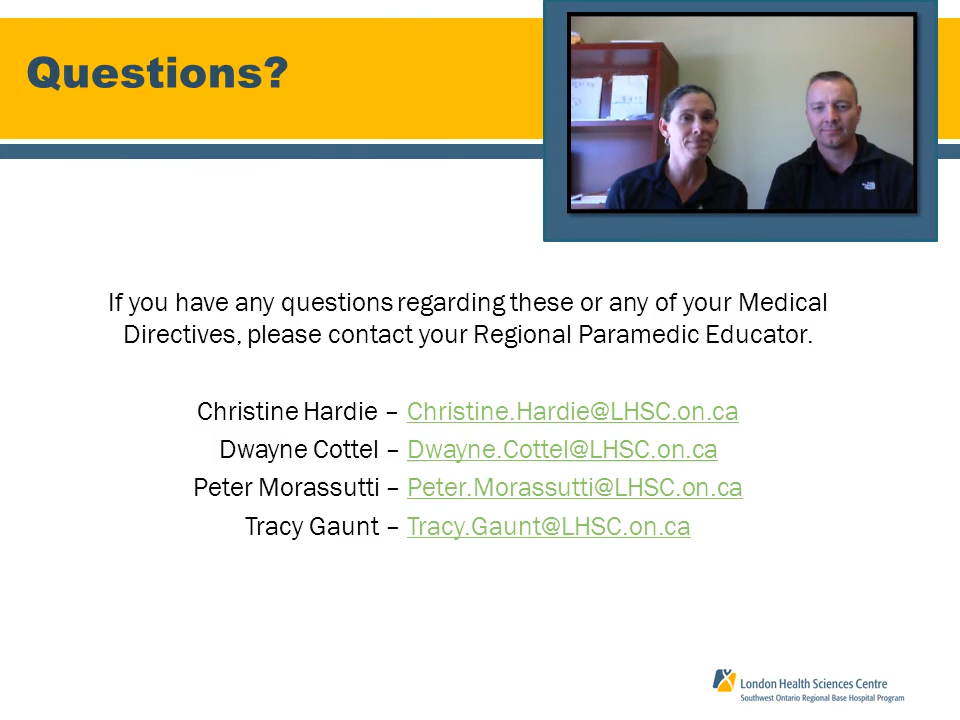 Questions?
If you have any questions regarding these or any of your Medical
Directives, please contact your Regional Paramedic Educator.
Christine Hardie – Christine.Hardie@LHSC.on.ca
Dwayne Cottel – Dwayne.Cottel@LHSC.on.ca
Peter Morassutti – Peter.Morassutti@LHSC.on.ca
Tracy Gaunt – Tracy.Gaunt@LHSC.on.ca
London Health Sciences Centre
Southwest Ontario Regional Base Hospital Program